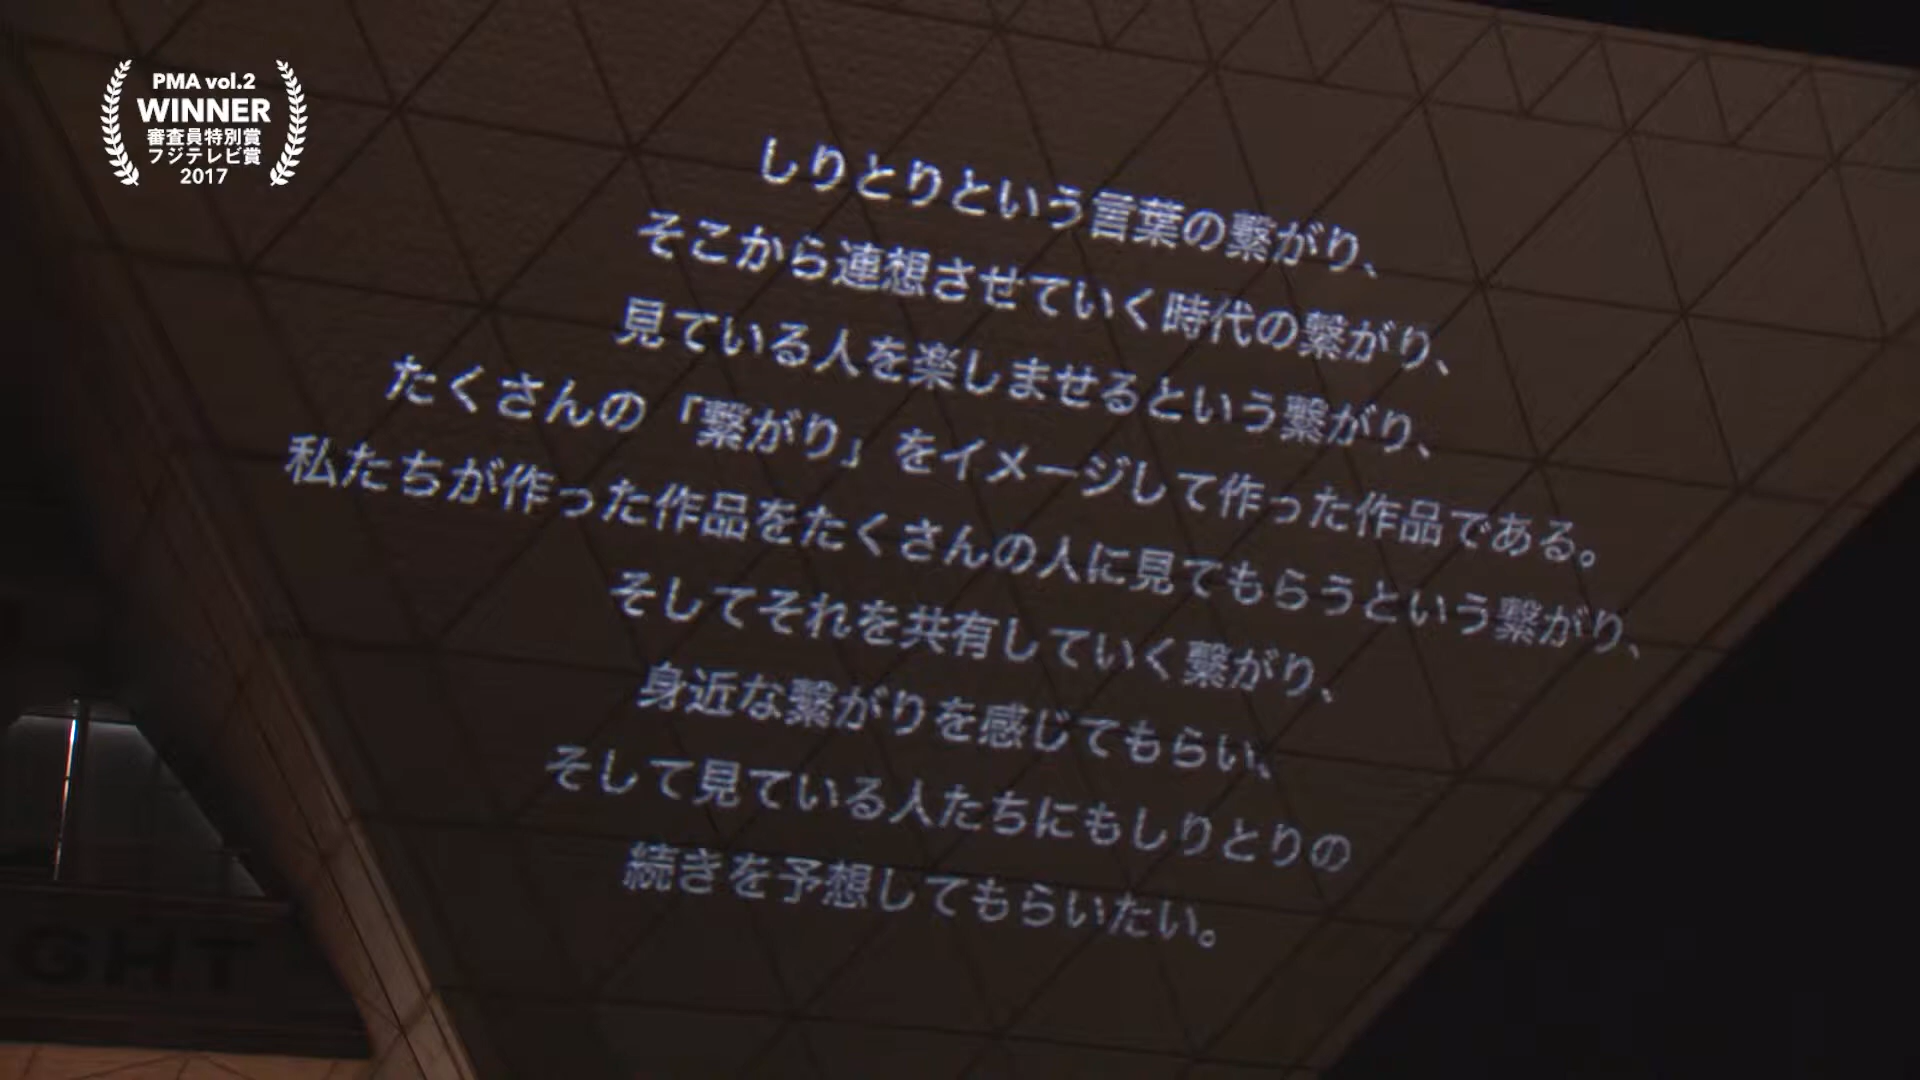 PMA vol.2
WINNER
審査員特別賞
フジテレビ賞
2017
しりとりという言葉の繋がり、
そこから連想させていく時代の繋がり、
見ている人を楽しませるという繋がり、
たくさんの「繋がり」をイメージして作った作品である。
私たちが作った作品をたくさんの人に見てもらうという繋がり、
そしてそれを共有していく繋がり、
身近な繋がりを感じてもらい、
そして見ている人たちにもしりとりの
続きを予想してもらいたい。
GHT